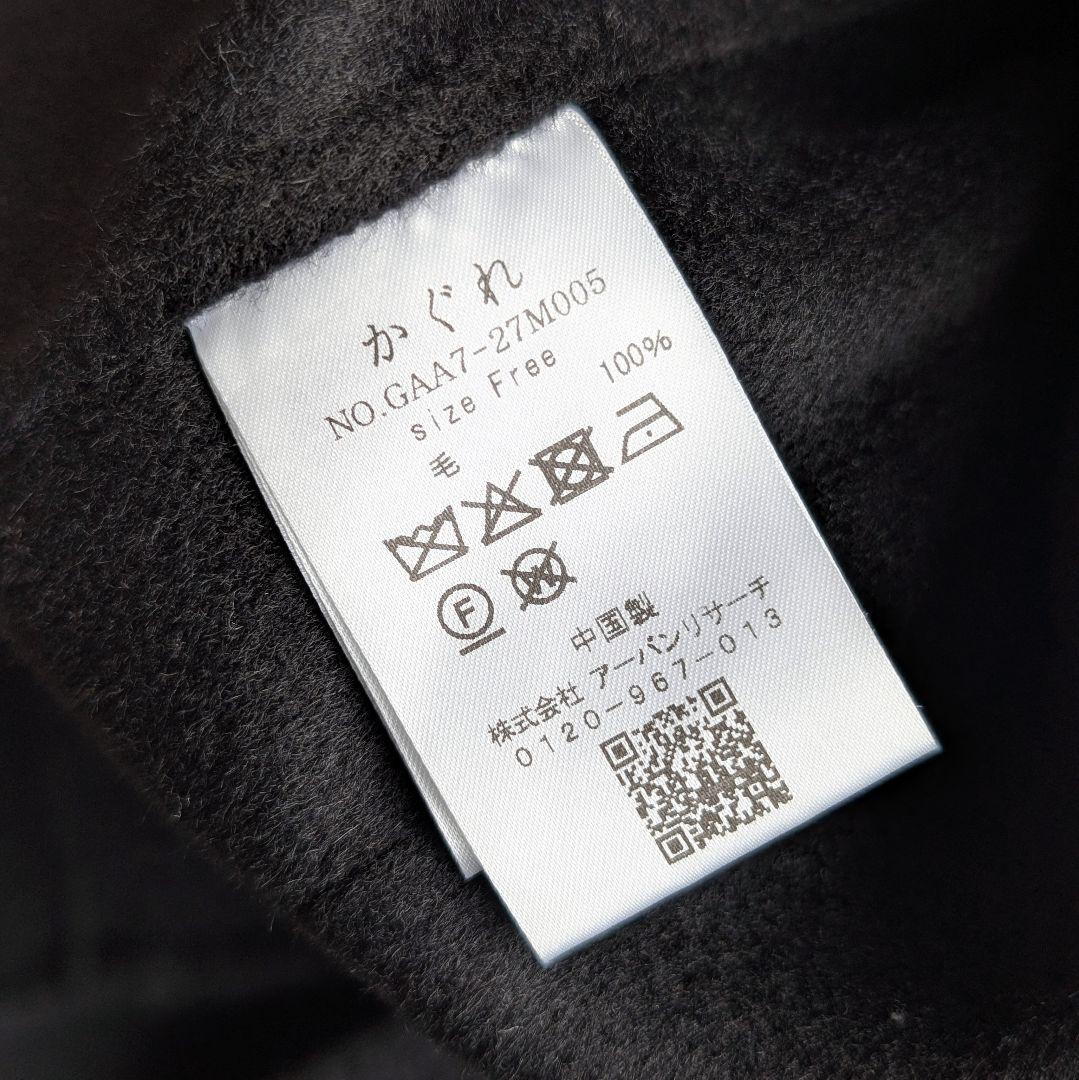 かぐれ
NO.GAA7-27M005
size Free
毛 100%
F
W
中国製
株式会社 アーバンリサーチ
0120-967-013